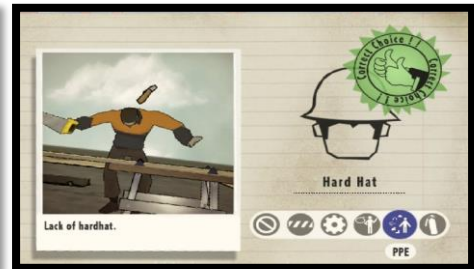 Correct Choice !!
Correct Choice !!
Hard Hat
Lack of hardhat.
PPE